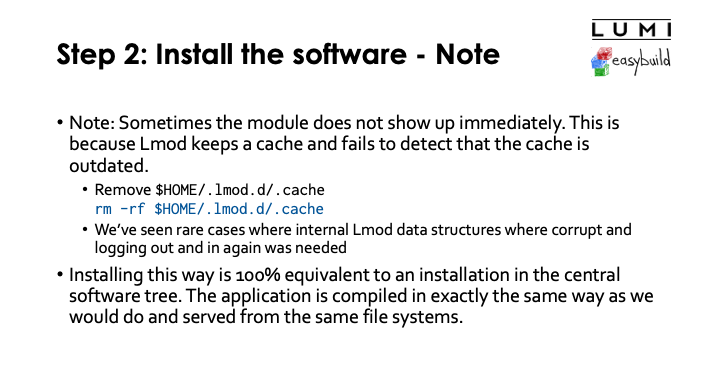 LUMI
Step 2: Install the software - Note
easybuild
• Note: Sometimes the module does not show up immediately. This is
because Lmod keeps a cache and fails to detect that the cache is
outdated.
• Remove $HOME/.lmod.d/.cache
rm -rf $HOME/.lmod.d/.cache
• We've seen rare cases where internal Lmod data structures where corrupt and
logging out and in again was needed
• Installing this way is 100% equivalent to an installation in the central
software tree. The application is compiled in exactly the same way as we
would do and served from the same file systems.